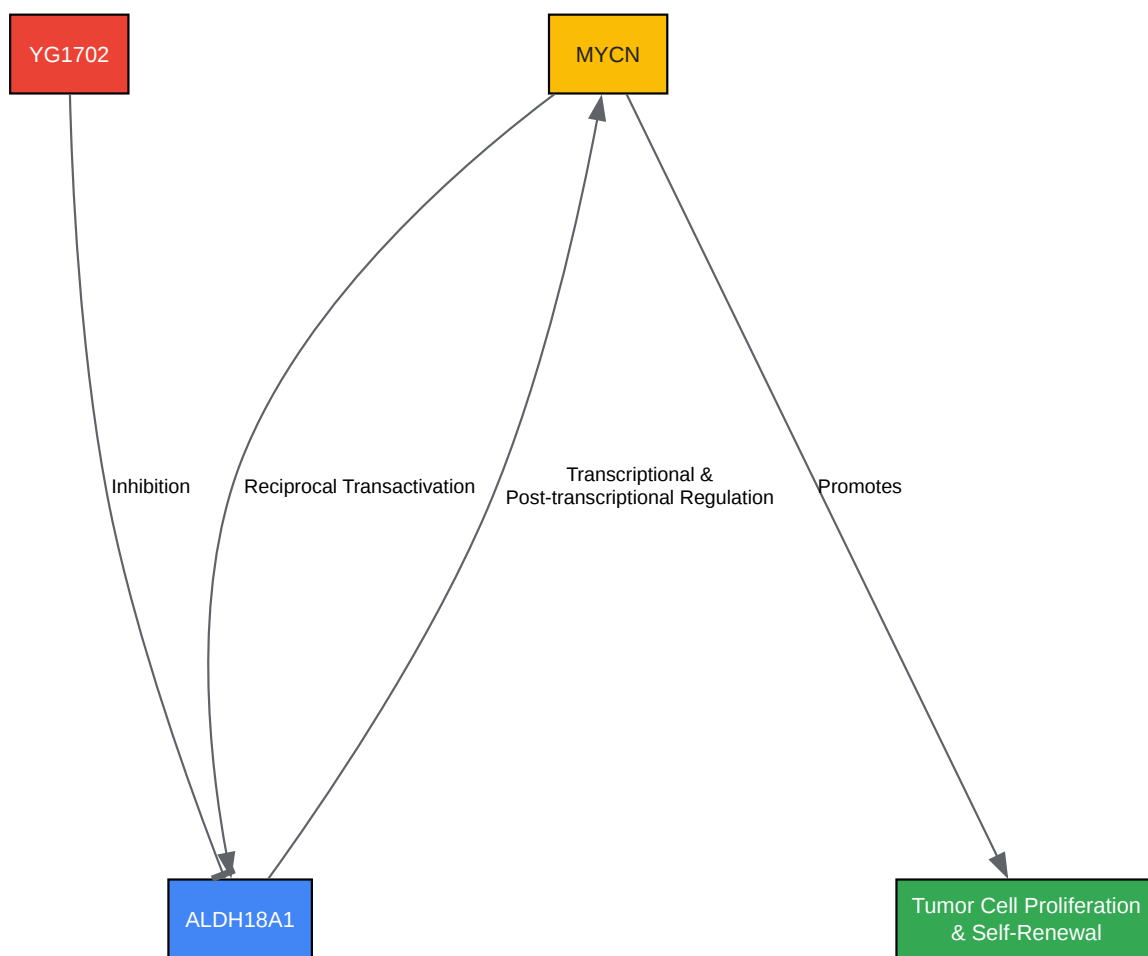 YG1702
MYCN
Inhibition
Reciprocal Transactivation
Transcriptional &
Post-transcriptional Regulation
Promotes
ALDH18A1
Tumor Cell Proliferation
& Self-Renewal